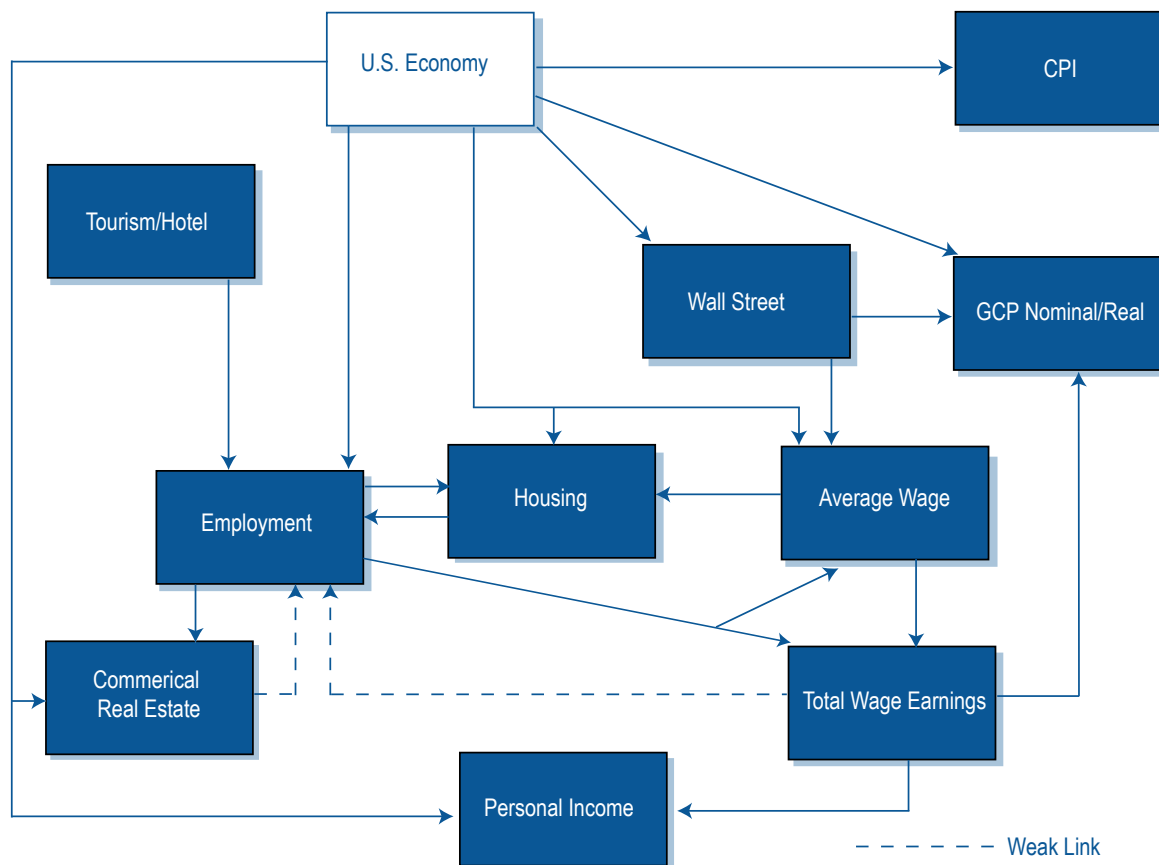 U.S. Economy
CPI
Tourism/Hotel
Wall Street
GCP Nominal/Real
Housing
Average Wage
Employment
Commerical
Real Estate
Total Wage Earnings
Personal Income
Weak Link